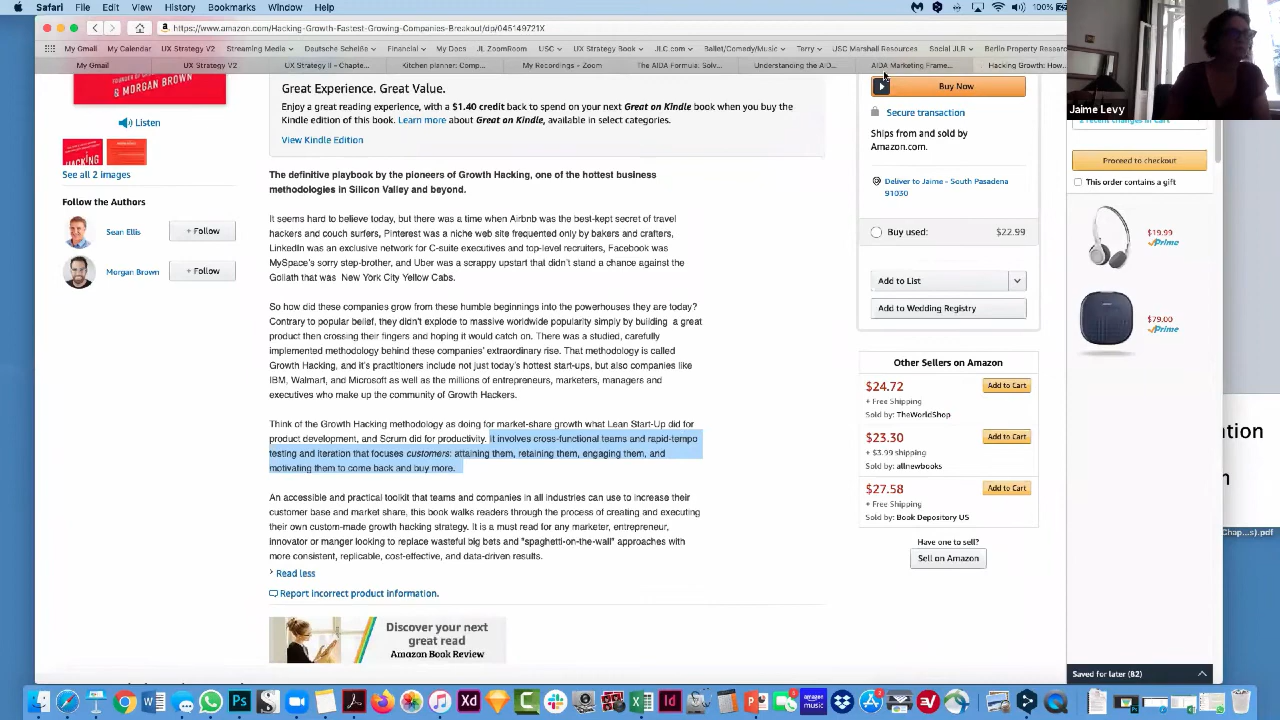 Safari File Edit View History Bookmarks Window Help
100%
https://www.amazon.com/Hacking-Growth-Fastest-Growing-Companies-Breakout/dp/045149721X
My Gmail My Calendar UX Strategy V2 Streaming Media Deutsche Scheiße Financial My Docs JL ZoomRoom USC UX Strategy Book JLC.com Ballet/Comedy/Music Terry USC Marshall Resources Social JLR Berlin Property Resear
My Gmail UX Strategy V2 UX Strategy II – Chapte... Kitchen planner: Comp... My Recordings - Zoom The AIDA Formula: Solv... Understanding the AID... AIDA Marketing Frame... Hacking Growth: How...
Jaime Levy
FOUNDER OF GROWTHHACKERS
& MORGAN BROWN
Listen
HACKING
See all 2 images
Follow the Authors
Sean Ellis
+ Follow
Morgan Brown
+ Follow
Great Experience. Great Value.
Enjoy a great reading experience, with a $1.40 credit back to spend on your next Great on Kindle book when you buy the
Kindle edition of this book. Learn more about Great on Kindle, available in select categories.
View Kindle Edition
The definitive playbook by the pioneers of Growth Hacking, one of the hottest business
methodologies in Silicon Valley and beyond.
It seems hard to believe today, but there was a time when Airbnb was the best-kept secret of travel
hackers and couch surfers, Pinterest was a niche web site frequented only by bakers and crafters,
LinkedIn was an exclusive network for C-suite executives and top-level recruiters, Facebook was
MySpace's sorry step-brother, and Uber was a scrappy upstart that didn't stand a chance against the
Goliath that was New York City Yellow Cabs.
So how did these companies grow from these humble beginnings into the powerhouses they are today?
Contrary to popular belief, they didn't explode to massive worldwide popularity simply by building a great
product then crossing their fingers and hoping it would catch on. There was a studied, carefully
implemented methodology behind these companies' extraordinary rise. That methodology is called
Growth Hacking, and it's practitioners include not just today's hottest start-ups, but also companies like
IBM, Walmart, and Microsoft as well as the millions of entrepreneurs, marketers, managers and
executives who make up the community of Growth Hackers.
Think of the Growth Hacking methodology as doing for market-share growth what Lean Start-Up did for
product development, and Scrum did for productivity. It involves cross-functional teams and rapid-tempo
testing and iteration that focuses customers: attaining them, retaining them, engaging them, and
motivating them to come back and buy more.
An accessible and practical toolkit that teams and companies in all industries can use to increase their
customer base and market share, this book walks readers through the process of creating and executing
their own custom-made growth hacking strategy. It is a must read for any marketer, entrepreneur,
innovator or manger looking to replace wasteful big bets and "spaghetti-on-the-wall" approaches with
more consistent, replicable, cost-effective, and data-driven results.
Read less
Report incorrect product information.
Discover your next
great read
Amazon Book Review
Buy Now
Secure transaction
Ships from and sold by
Amazon.com.
Deliver to Jaime - South Pasadena
91030
Buy used:
$22.99
Add to List
Add to Wedding Registry
Other Sellers on Amazon
$24.72
Add to Cart
+ Free Shipping
Sold by: TheWorldShop
$23.30
Add to Cart
+ $3.99 shipping
Sold by: allnewbooks
$27.58
Add to Cart
+ Free Shipping
Sold by: Book Depository US
Have one to sell?
Sell on Amazon
2 recent changes in Cart
Proceed to checkout
This order contains a gift
$19.99
Prime
$79.00
Prime
Saved for later (82)
ation
Chap...s).pdf